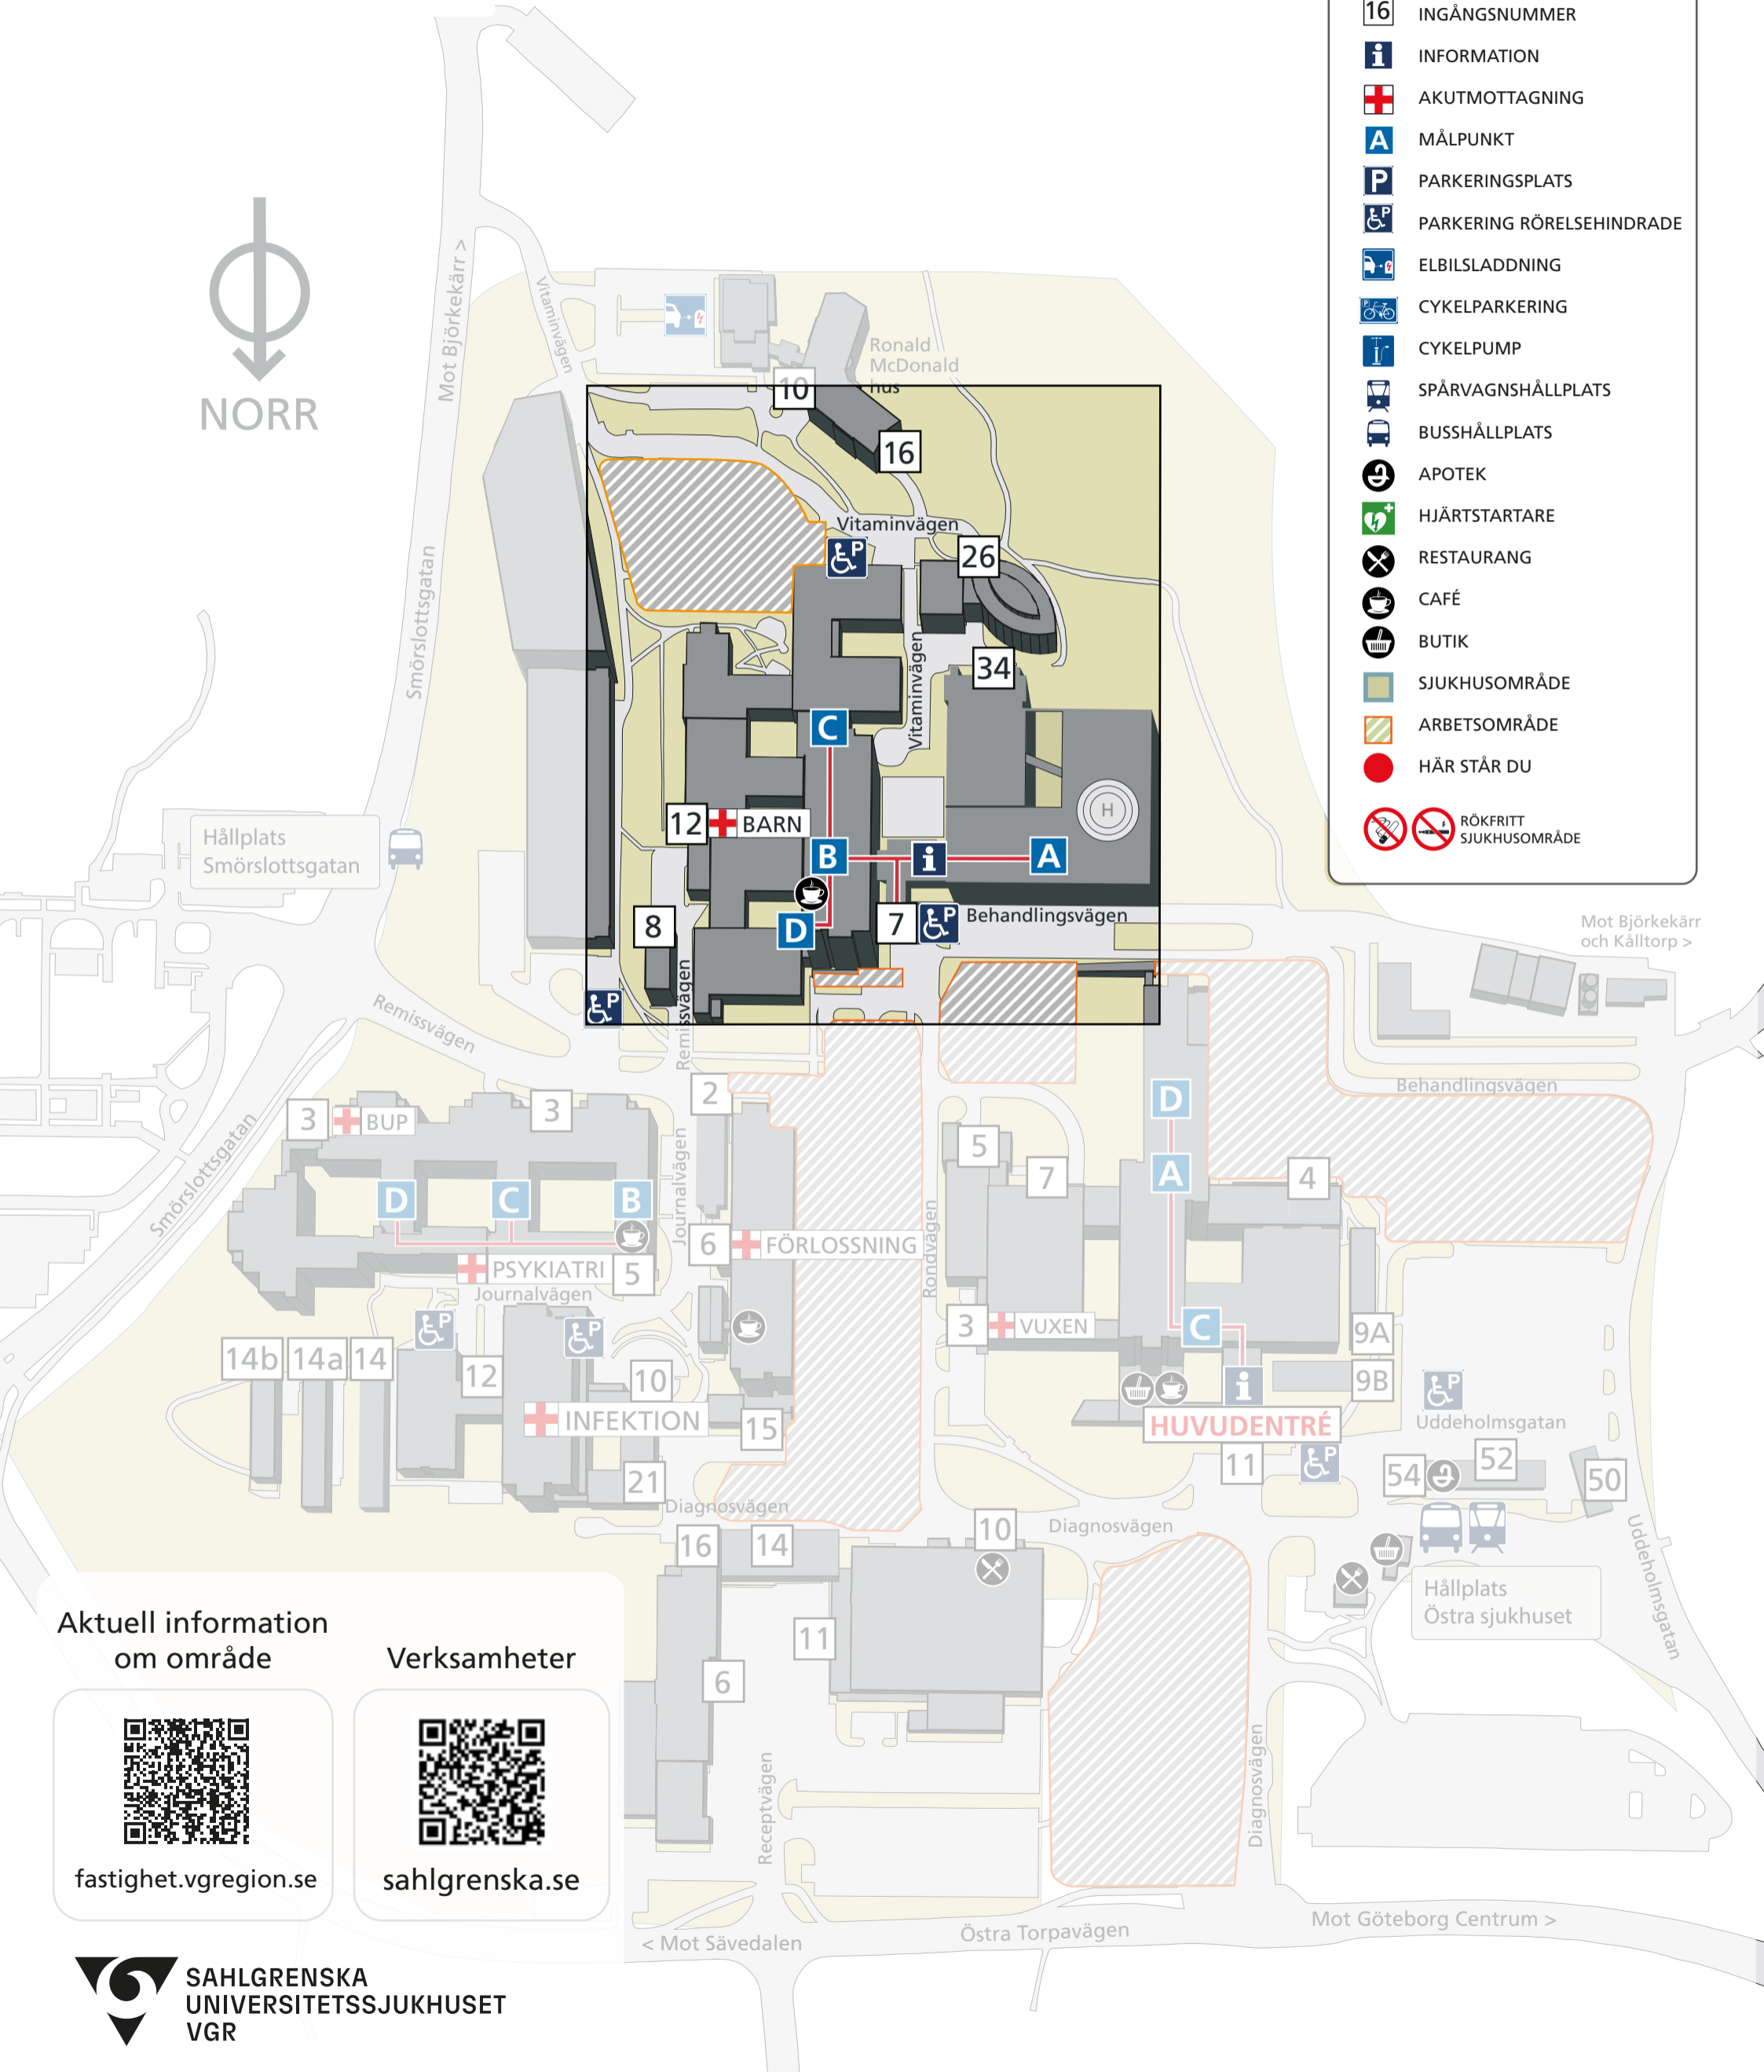 16 INGÅNGSNUMMER
INFORMATION
AKUTMOTTAGNING
A MÅLPUNKT
P PARKERINGSPLATS
P PARKERING RÖRELSEHINDRADE
ELBILSLADDNING
P CYKELPARKERING
CYKELPUMP
SPÅRVAGNSHÅLLPLATS
BUSSHÅLLPLATS
APOTEK
HJÄRTSTARTARE
RESTAURANG
CAFÉ
BUTIK
SJUKHUSOMRÅDE
ARBETSOMRÅDE
HÄR STÅR DU
RÖKFRITT
SJUKHUSOMRÅDE
NORR
Mot Björkekärr >
Vitaminvägen
Ronald
McDonald
hus
10
16
Vitaminvägen
P
26
Smörslottsgatan
Vitaminvägen
34
C
H
12 BARN
B
i
A
Hållplats
Smörslottsgatan
8
D
7
P
Behandlingsvägen
Mot Björkekärr
och Kålltorp >
Remissvägen
P
Remissvägen
Behandlingsvägen
2
D
3 BUP
3
5
7
A
4
Smörslottsgatan
Journalvägen
D
C
B
6 FÖRLOSSNING
Rondvägen
PSYKIATRI 5
Journalvägen
P
P
3 VUXEN
C
9A
14b
14a
14
12
10
i
9B
P
INFEKTION
15
HUVUDENTRÉ
Uddeholmsgatan
11
P
54
52
50
21
Diagnosvägen
16
14
10
Diagnosvägen
Uddeholmsgatan
Hållplats
Östra sjukhuset
11
6
Aktuell information
om område
Verksamheter
Receptvägen
Diagnosvägen
fastighet.vgregion.se
sahlgrenska.se
< Mot Sävedalen
Östra Torpavägen
Mot Göteborg Centrum >
SAHLGRENSKA
UNIVERSITETSSJUKHUSET
VGR